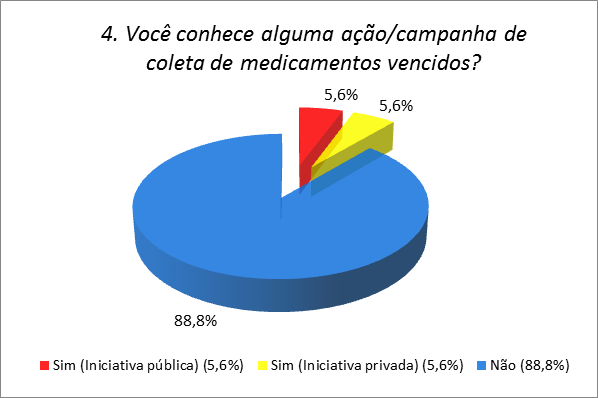 4. Você conhece alguma ação/campanha de
coleta de medicamentos vencidos?
5,6%
5,6%
88,8%
Sim (Iniciativa pública) (5,6%) Sim (Iniciativa privada) (5,6%) Não (88,8%)